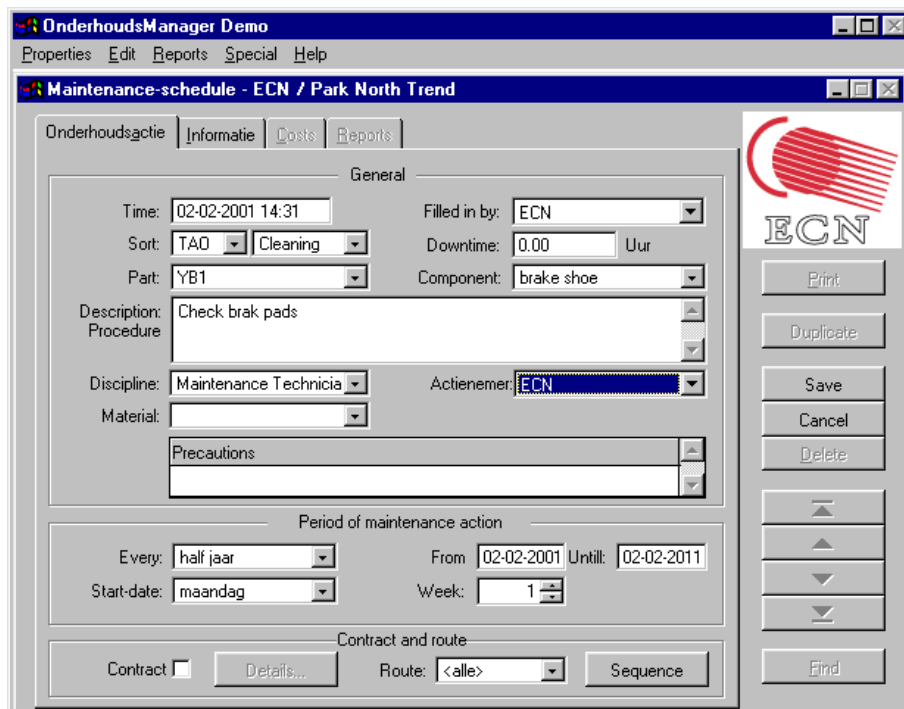 OnderhoudsManager Demo
Properties Edit Reports Special Help
Maintenance-schedule - ECN / Park North Trend
Onderhoudsactie Informatie Costs Reports
General
Time: 02-02-2001 14:31 Filled in by: ECN
Sort: TAO Cleaning Downtime: 0.00 Uur
Part: YB1 Component: brake shoe
Description: Check brak pads
Procedure
Discipline: Maintenance Technicia Actienemer: ECN
Material:
Precautions
Period of maintenance action
Every: half jaar From 02-02-2001 Untill: 02-02-2011
Start-date: maandag Week: 1
Contract and route
Contract Details... Route: <alle> Sequence
ECN
Print
Duplicate
Save
Cancel
Delete
Find